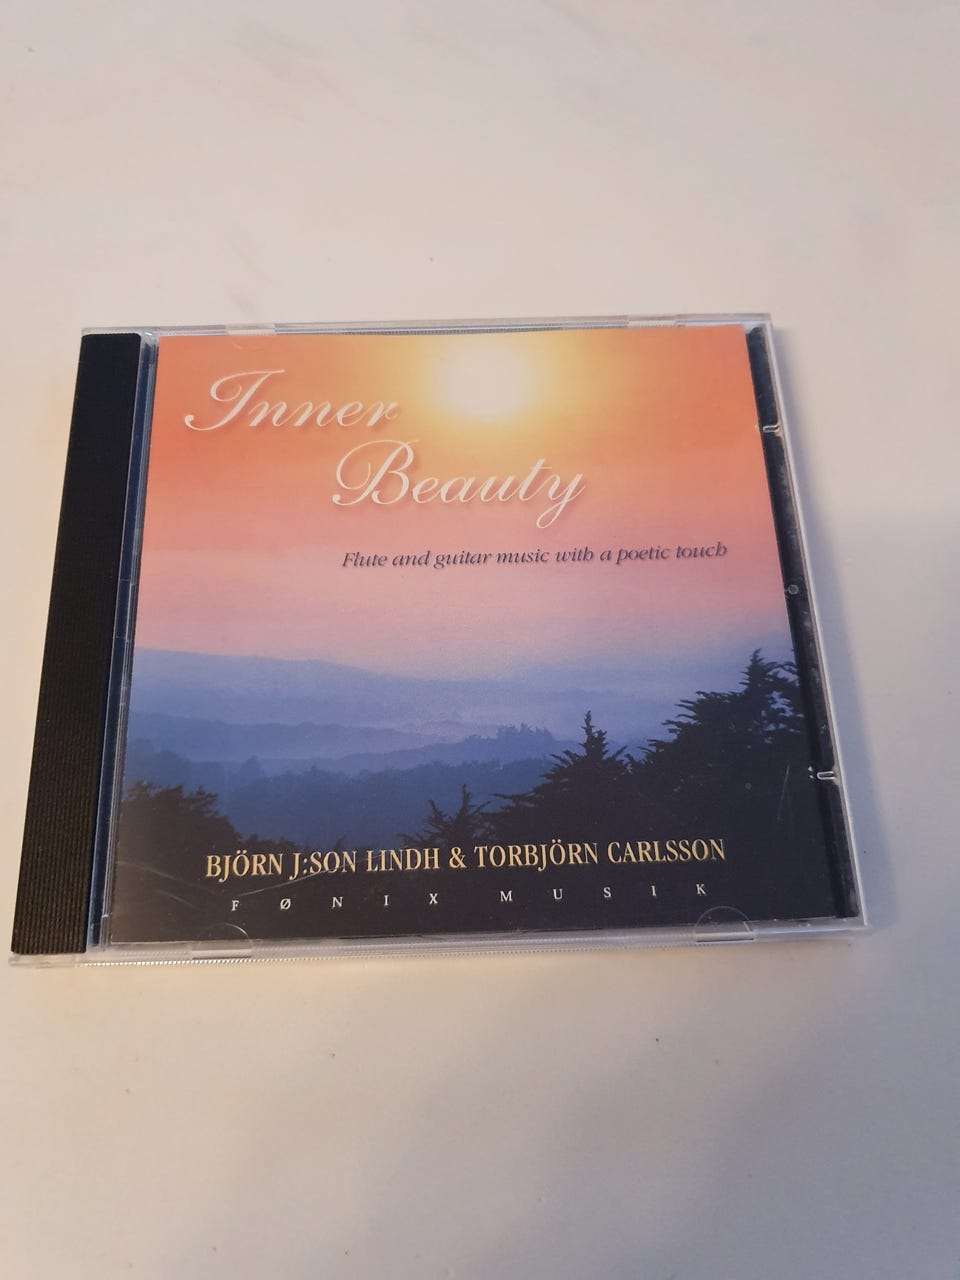 Inner
Beauty
Flute and guitar music with a poetic touch
BJÖRN J:SON LINDH & TORBJÖRN CARLSSON
FØNIX MUSIK